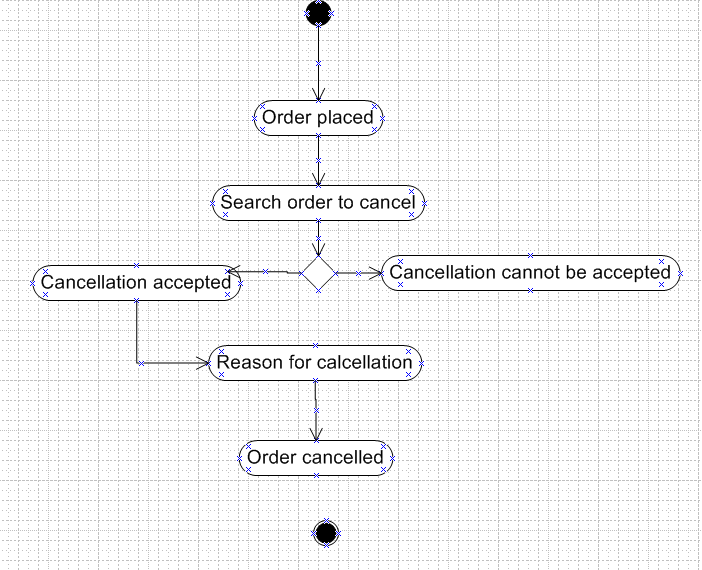 Order placed
Search order to cancel
Cancellation accepted
Cancellation cannot be accepted
Reason for calcellation
Order cancelled